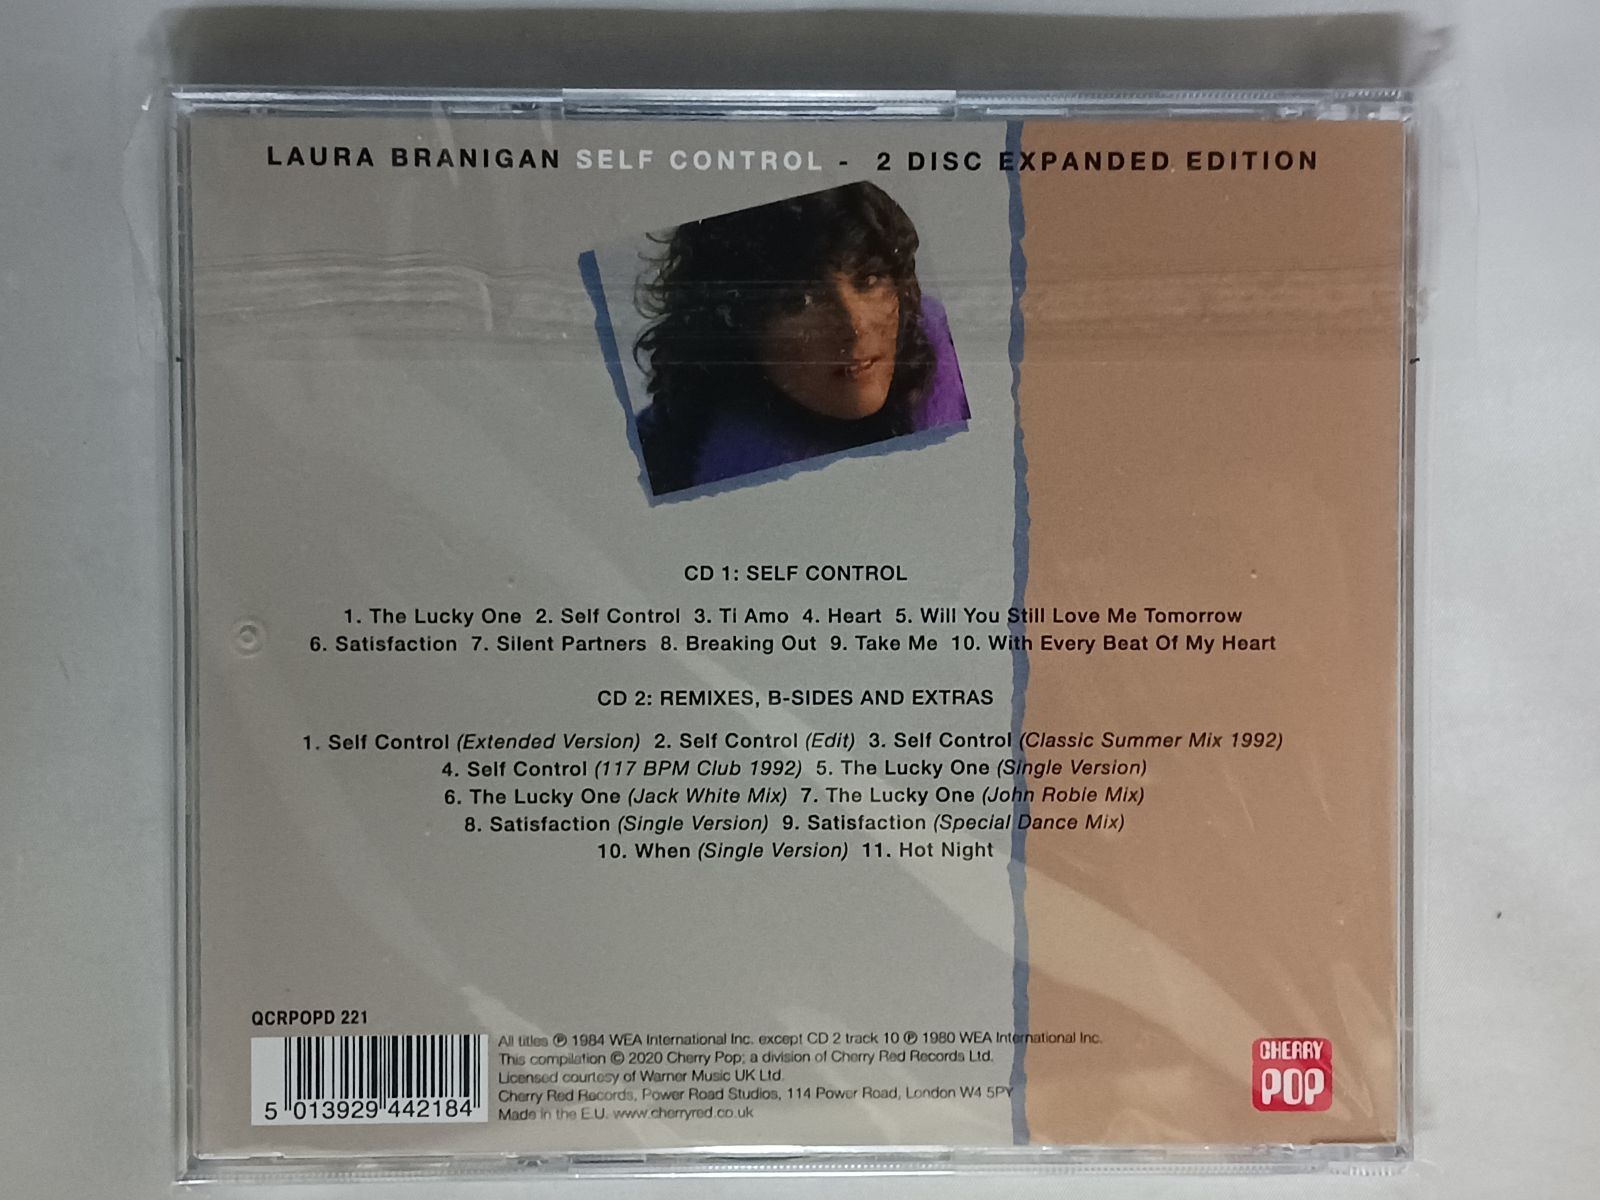 LAURA BRANIGAN SELF CONTROL - 2 DISC EXPANDED EDITION
CD 1: SELF CONTROL
1. The Lucky One 2. Self Control 3. Ti Amo 4. Heart 5. Will You Still Love Me Tomorrow
6. Satisfaction 7. Silent Partners 8. Breaking Out 9. Take Me 10. With Every Beat Of My Heart
CD 2: REMIXES, B-SIDES AND EXTRAS
1. Self Control (Extended Version) 2. Self Control (Edit) 3. Self Control (Classic Summer Mix 1992)
4. Self Control (117 BPM Club 1992) 5. The Lucky One (Single Version)
6. The Lucky One (Jack White Mix) 7. The Lucky One (John Robie Mix)
8. Satisfaction (Single Version) 9. Satisfaction (Special Dance Mix)
10. When (Single Version) 11. Hot Night
QCRPOPD 221
5 013929 442184
All titles ℗ 1984 WEA International Inc. except CD 2 track 10 ℗ 1980 WEA International Inc.
This compilation © 2020 Cherry Pop; a division of Cherry Red Records Ltd.
Licensed courtesy of Warner Music UK Ltd.
Cherry Red Records, Power Road Studios, 114 Power Road, London W4 5PY
Made in the E.U. www.cherryred.co.uk
CHERRY
POP